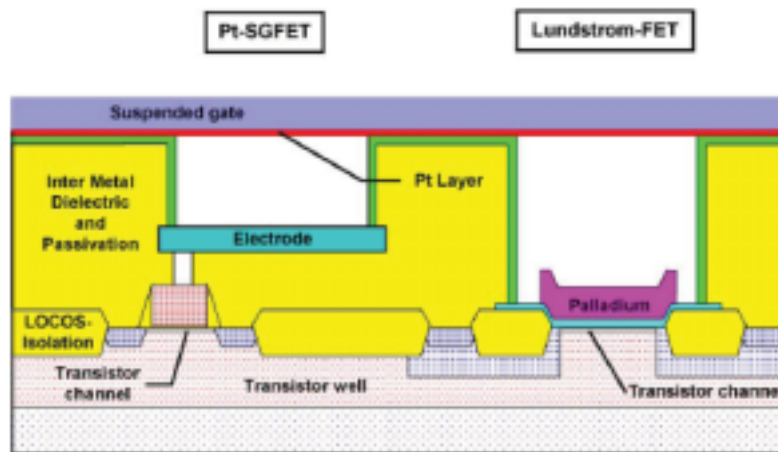 Pt-SGFET
Lundstrom-FET
Suspended gate
Inter Metal
Dielectric
and
Passivation
Pt Layer
Electrode
Palladium
LOCOS-
Isolation
Transistor
channel
Transistor well
Transistor channel